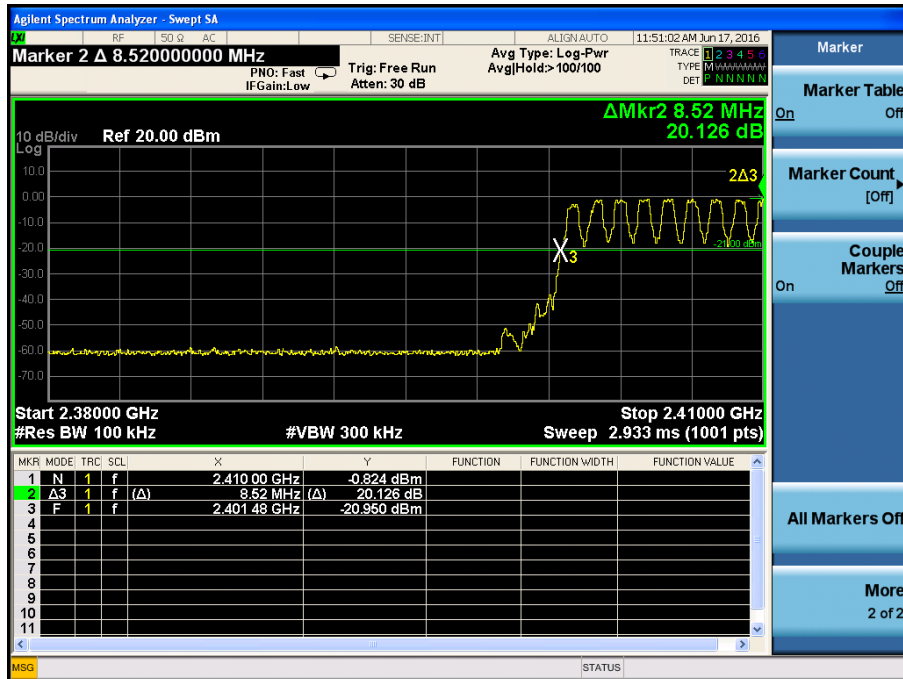 Agilent Spectrum Analyzer - Swept SA
LXI RF 50 Ω AC SENSE:INT ALIGN AUTO 11:51:02 AM Jun 17, 2016
Marker 2 Δ 8.520000000 MHz
PNO: Fast
IFGain:Low
Trig: Free Run
Atten: 30 dB
Avg Type: Log-Pwr
Avg|Hold:>100/100
TRACE 1 2 3 4 5 6
TYPE M WWWWW
DET P N N N N N
ΔMkr2 8.52 MHz
20.126 dB
10 dB/div Ref 20.00 dBm
Log
10.0
0.00
-10.0
-20.0
-30.0
-40.0
-50.0
-60.0
-70.0
2Δ3
-21.00 dBm
3
Start 2.38000 GHz Stop 2.41000 GHz
#Res BW 100 kHz #VBW 300 kHz Sweep 2.933 ms (1001 pts)
MKR MODE TRC SCL X Y FUNCTION FUNCTION WIDTH FUNCTION VALUE
1 N 1 f 2.410 00 GHz -0.824 dBm
2 Δ3 1 f (Δ) 8.52 MHz (Δ) 20.126 dB
3 F 1 f 2.401 48 GHz -20.950 dBm
4
5
6
7
8
9
10
11
MSG STATUS
Marker
Marker Table
On Off
Marker Count
[Off]
Couple
Markers
On Off
All Markers Off
More
2 of 2